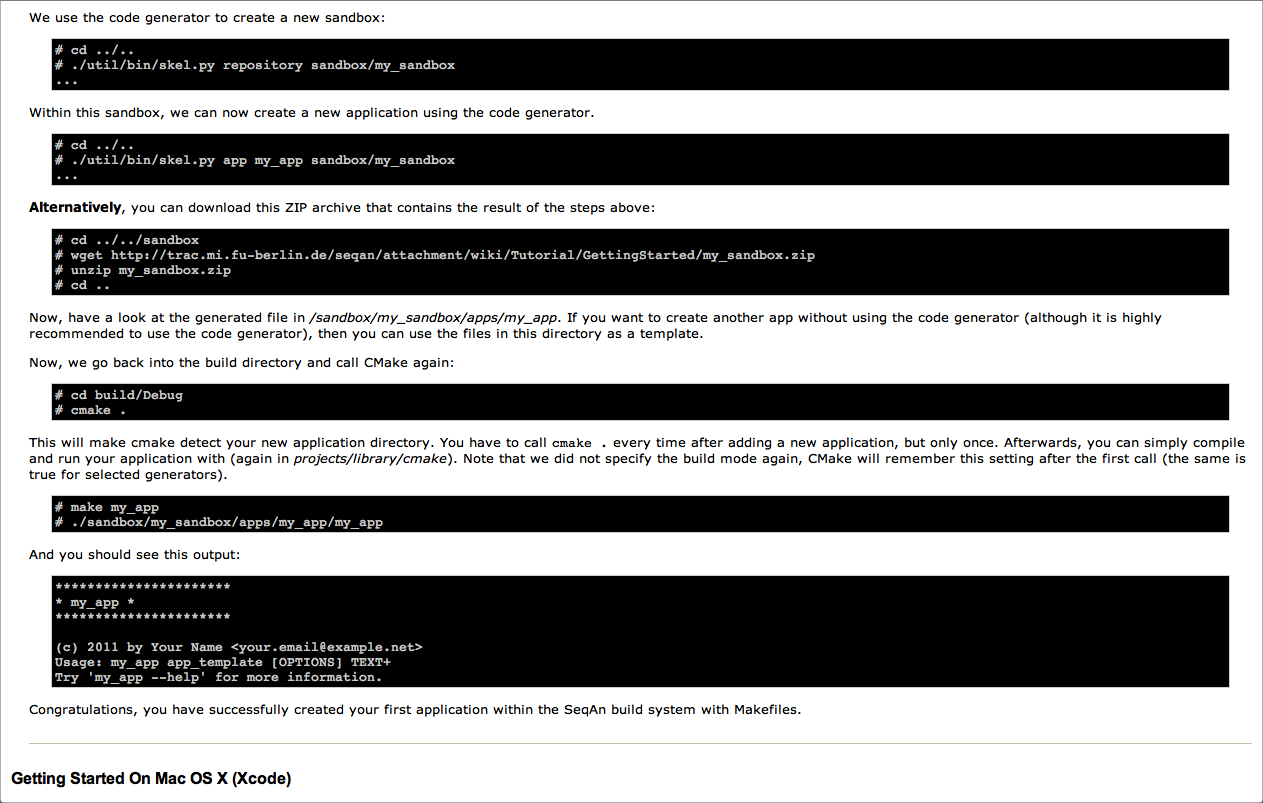 We use the code generator to create a new sandbox:
# cd ../..
# ./util/bin/skel.py repository sandbox/my_sandbox
...
Within this sandbox, we can now create a new application using the code generator.
# cd ../..
# ./util/bin/skel.py app my_app sandbox/my_sandbox
...
Alternatively, you can download this ZIP archive that contains the result of the steps above:
# cd ../../sandbox
# wget http://trac.mi.fu-berlin.de/seqan/attachment/wiki/Tutorial/GettingStarted/my_sandbox.zip
# unzip my_sandbox.zip
# cd ..
Now, have a look at the generated file in /sandbox/my_sandbox/apps/my_app. If you want to create another app without using the code generator (although it is highly
recommended to use the code generator), then you can use the files in this directory as a template.
Now, we go back into the build directory and call CMake again:
# cd build/Debug
# cmake .
This will make cmake detect your new application directory. You have to call cmake . every time after adding a new application, but only once. Afterwards, you can simply compile
and run your application with (again in projects/library/cmake). Note that we did not specify the build mode again, CMake will remember this setting after the first call (the same is
true for selected generators).
# make my_app
# ./sandbox/my_sandbox/apps/my_app/my_app
And you should see this output:
**********************
* my_app *
**********************
(c) 2011 by Your Name <your.email@example.net>
Usage: my_app app_template [OPTIONS] TEXT+
Try 'my_app --help' for more information.
Congratulations, you have successfully created your first application within the SeqAn build system with Makefiles.
Getting Started On Mac OS X (Xcode)